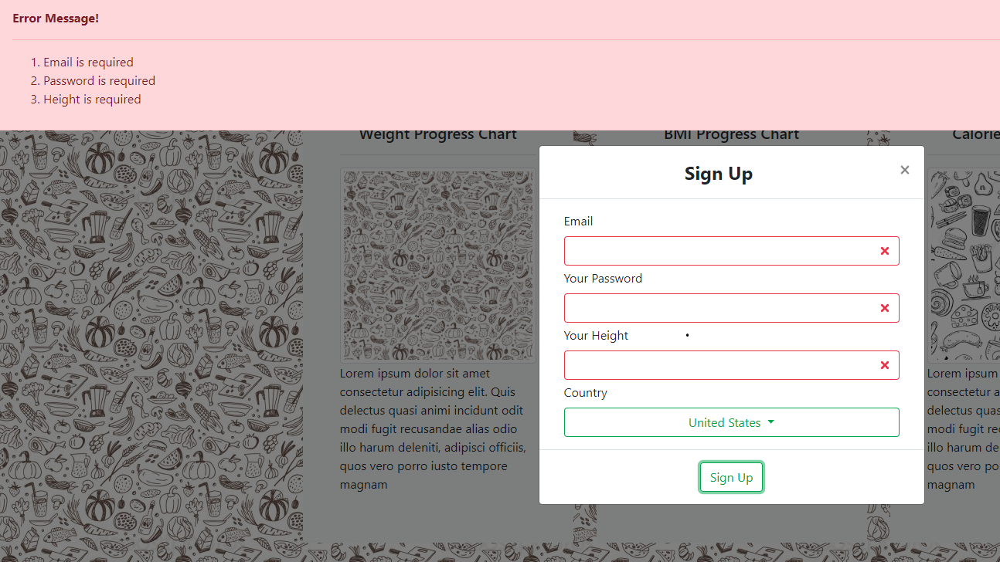 Error Message!
1. Email is required
2. Password is required
3. Height is required
Weight Progress Chart
BMI Progress Chart
Calorie
Sign Up
×
Email
Your Password
Your Height
Country
United States
Sign Up
Lorem ipsum dolor sit amet
consectetur adipisicing elit. Quis
delectus quasi animi incidunt odit
modi fugit recusandae alias odio
illo harum deleniti, adipisci officiis,
quos vero porro iusto tempore
magnam
Lorem ipsum
consectetur a
delectus quas
modi fugit re
illo harum de
quos vero po
magnam